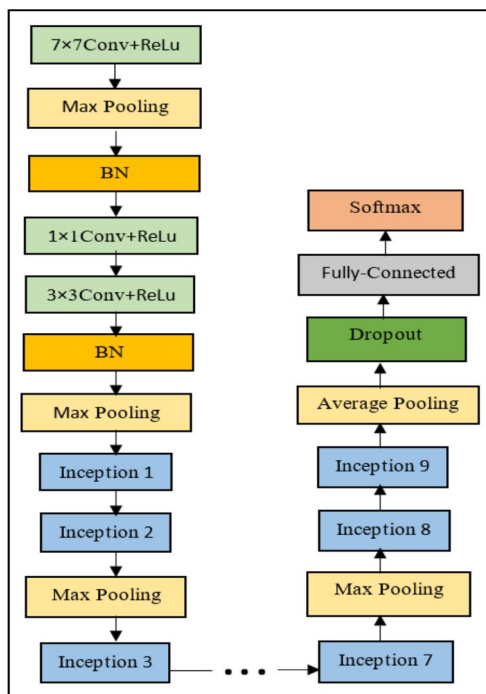 7×7Conv+ReLu
Max Pooling
BN
1×1Conv+ReLu
3×3Conv+ReLu
BN
Max Pooling
Inception 1
Inception 2
Max Pooling
Inception 3
...
Inception 7
Max Pooling
Inception 8
Inception 9
Average Pooling
Dropout
Fully-Connected
Softmax